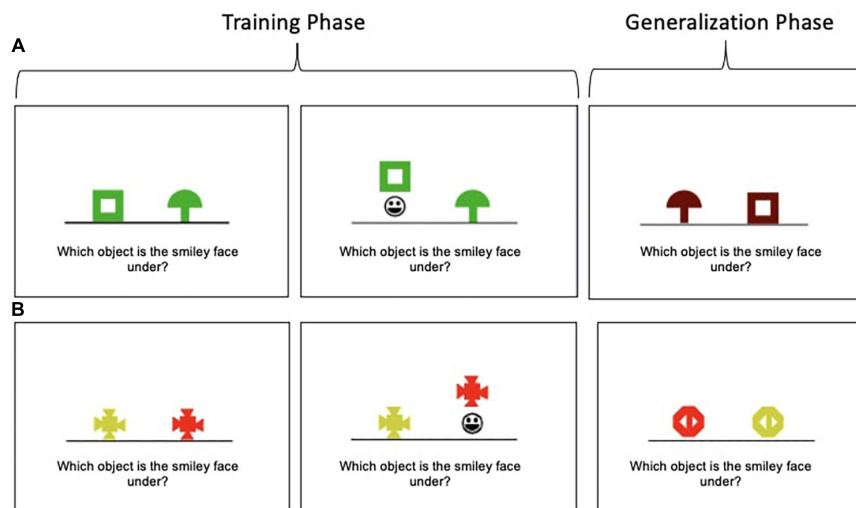 Training Phase
Generalization Phase
A
Which object is the smiley face
under?
Which object is the smiley face
under?
Which object is the smiley face
under?
B
Which object is the smiley face
under?
Which object is the smiley face
under?
Which object is the smiley face
under?